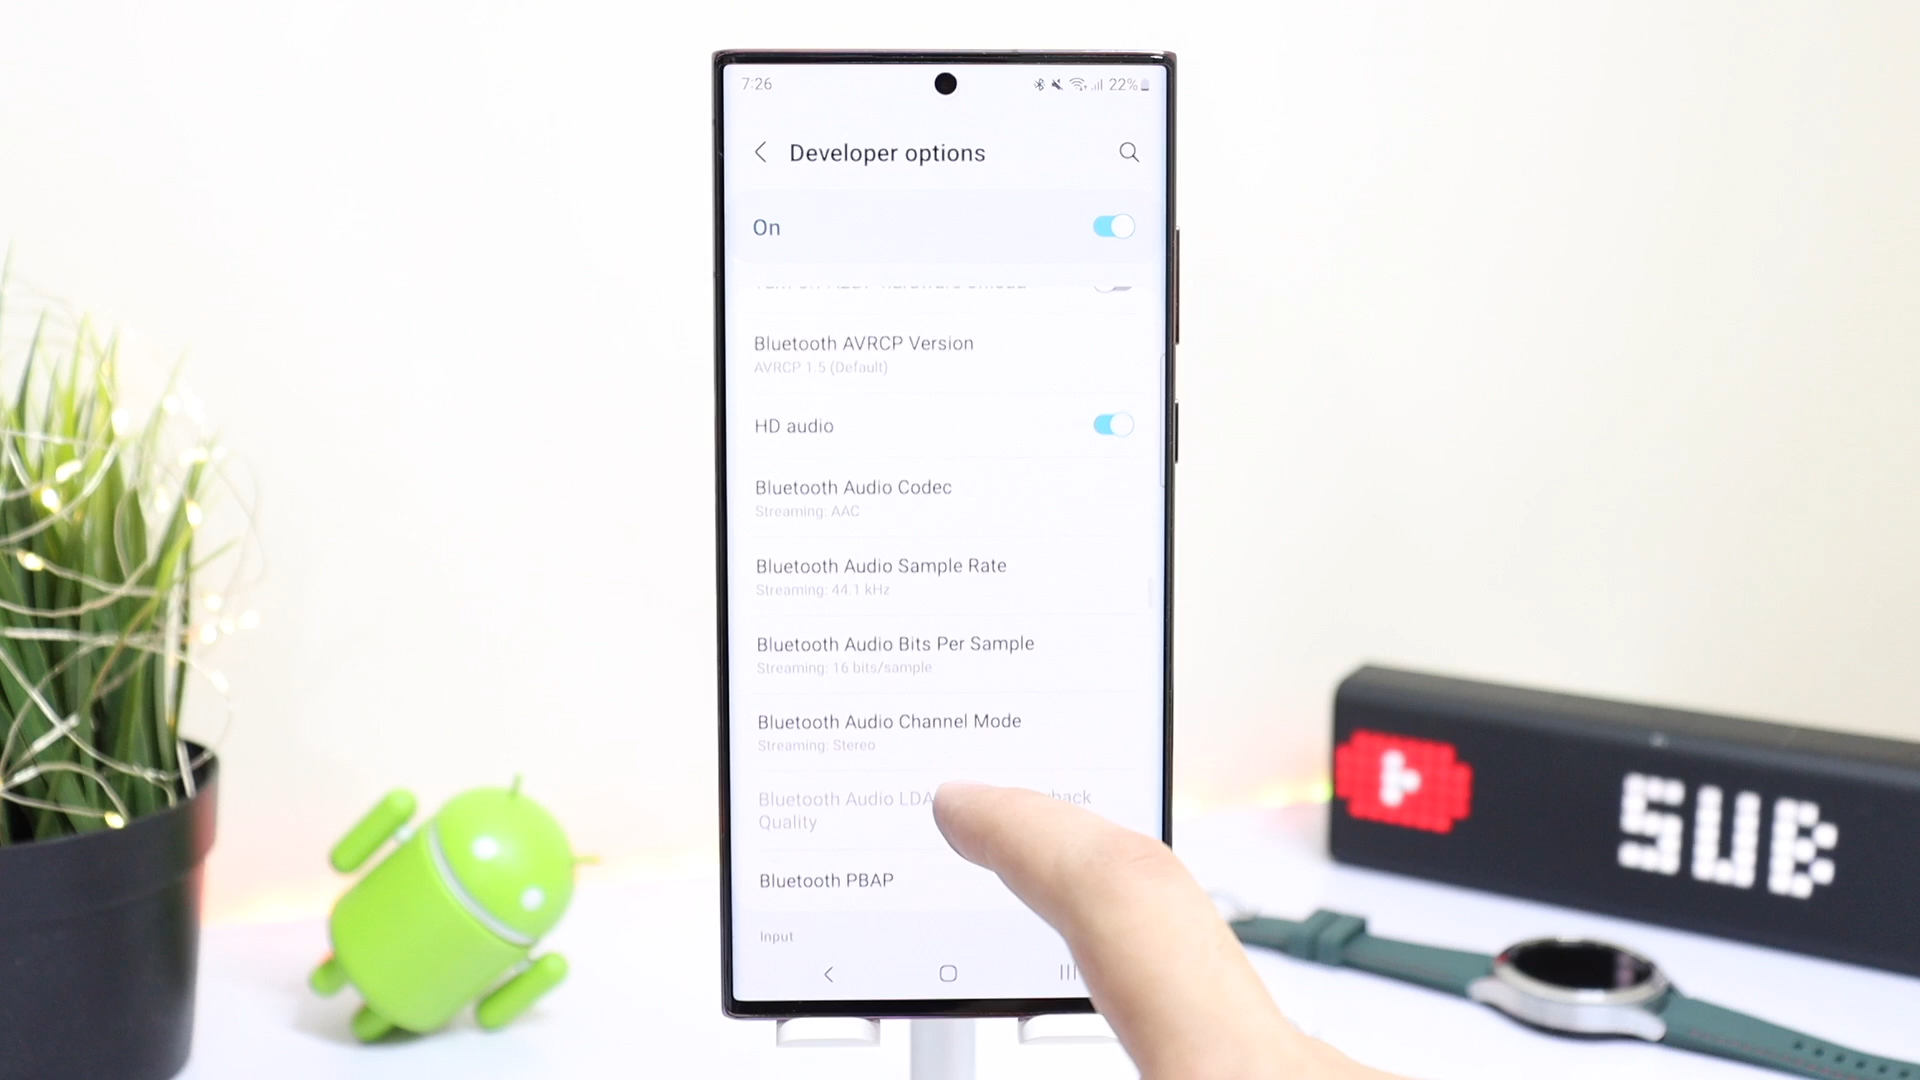 7:26
22%
Developer options
On
Bluetooth AVRCP Version
AVRCP 1.5 (Default)
HD audio
Bluetooth Audio Codec
Streaming: AAC
Bluetooth Audio Sample Rate
Streaming: 44.1 kHz
Bluetooth Audio Bits Per Sample
Streaming: 16 bits/sample
Bluetooth Audio Channel Mode
Streaming: Stereo
Bluetooth Audio
Quality
Bluetooth PBAP
Input
SUB